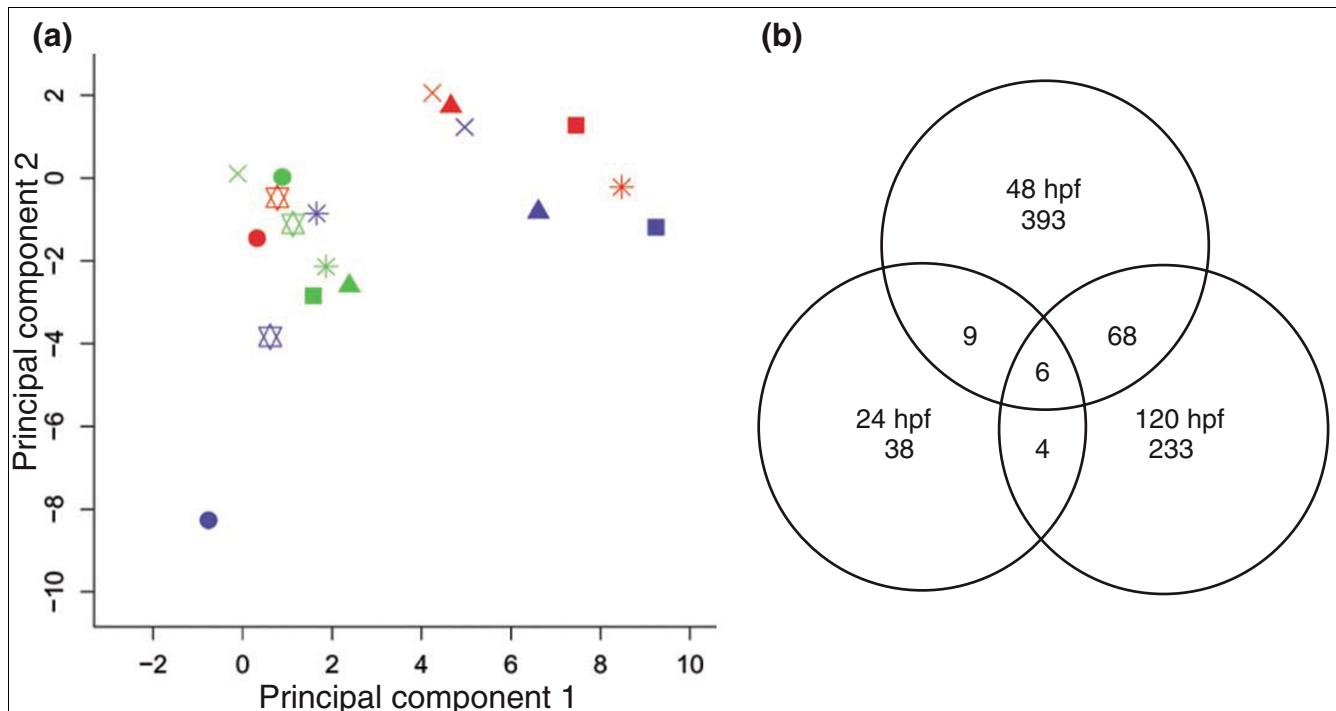 (a)
Principal component 2
2
0
−2
−4
−6
−8
−10
−2 0 2 4 6 8 10
Principal component 1
(b)
48 hpf
393
9
68
6
24 hpf
38
120 hpf
233
4